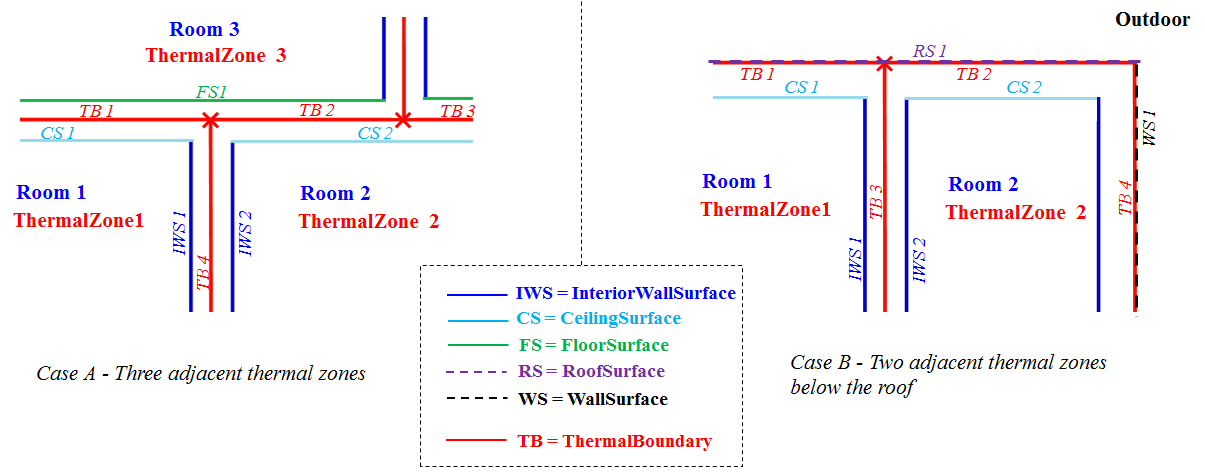 Room 3
ThermalZone 3
FS1
TB 1
TB 2
TB 3
CS 1
CS 2
Room 1
ThermalZone1
Room 2
ThermalZone 2
IWS 1
IWS 2
TB 4
Case A - Three adjacent thermal zones
Outdoor
RS 1
TB 1
TB 2
CS 1
CS 2
WS 1
Room 1
ThermalZone1
Room 2
ThermalZone 2
TB 3
TB 4
IWS 1
IWS 2
Case B - Two adjacent thermal zones
below the roof
IWS = InteriorWallSurface
CS = CeilingSurface
FS = FloorSurface
RS = RoofSurface
WS = WallSurface
TB = ThermalBoundary